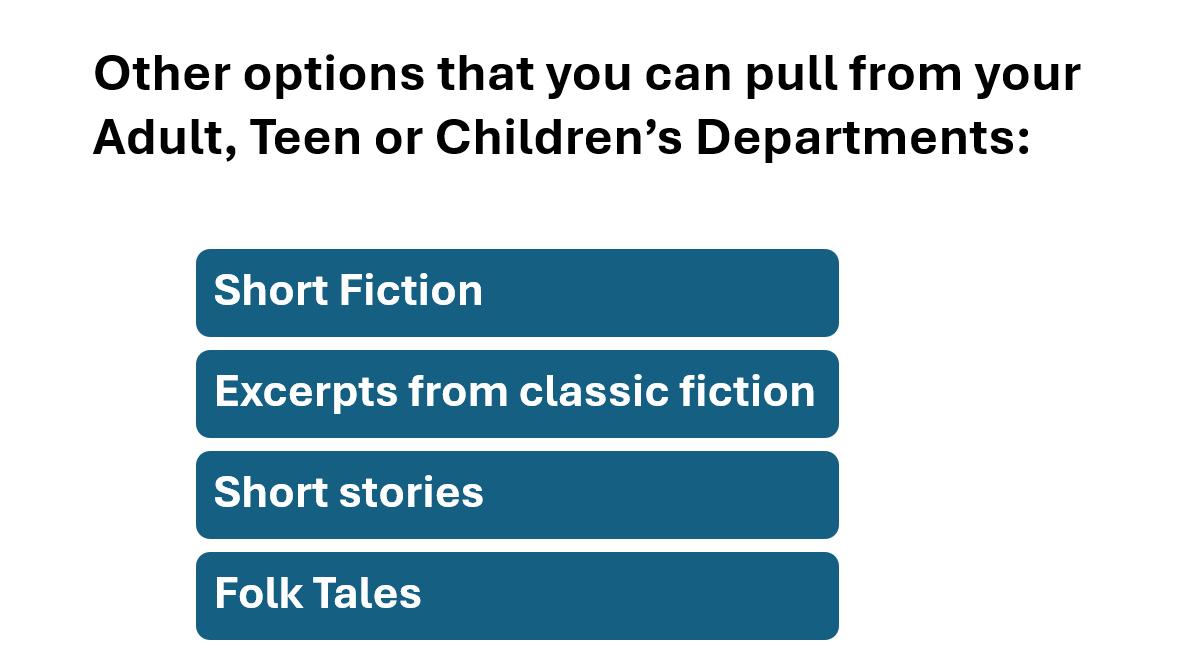 Other options that you can pull from your
Adult, Teen or Children’s Departments:
Short Fiction
Excerpts from classic fiction
Short stories
Folk Tales